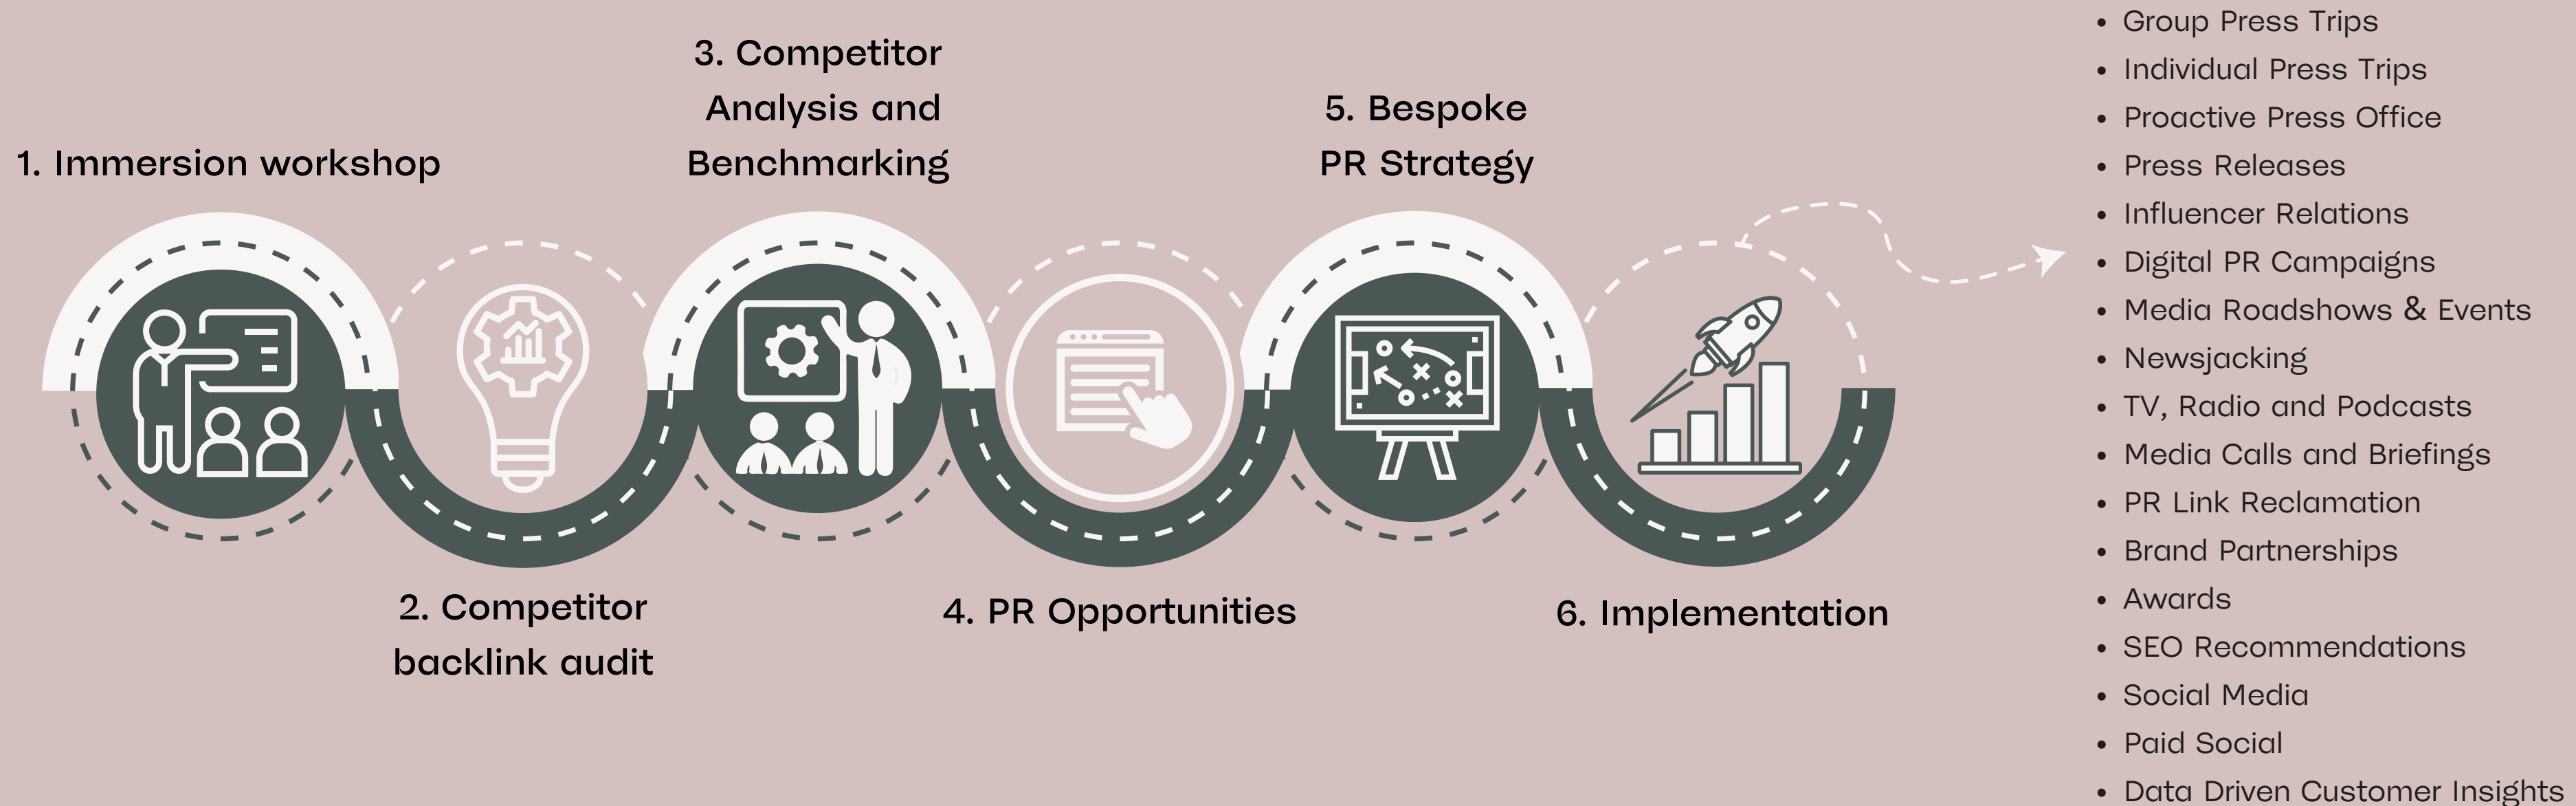 1. Immersion workshop
2. Competitor
backlink audit
3. Competitor
Analysis and
Benchmarking
4. PR Opportunities
5. Bespoke
PR Strategy
6. Implementation
• Group Press Trips
• Individual Press Trips
• Proactive Press Office
• Press Releases
• Influencer Relations
• Digital PR Campaigns
• Media Roadshows & Events
• Newsjacking
• TV, Radio and Podcasts
• Media Calls and Briefings
• PR Link Reclamation
• Brand Partnerships
• Awards
• SEO Recommendations
• Social Media
• Paid Social
• Data Driven Customer Insights